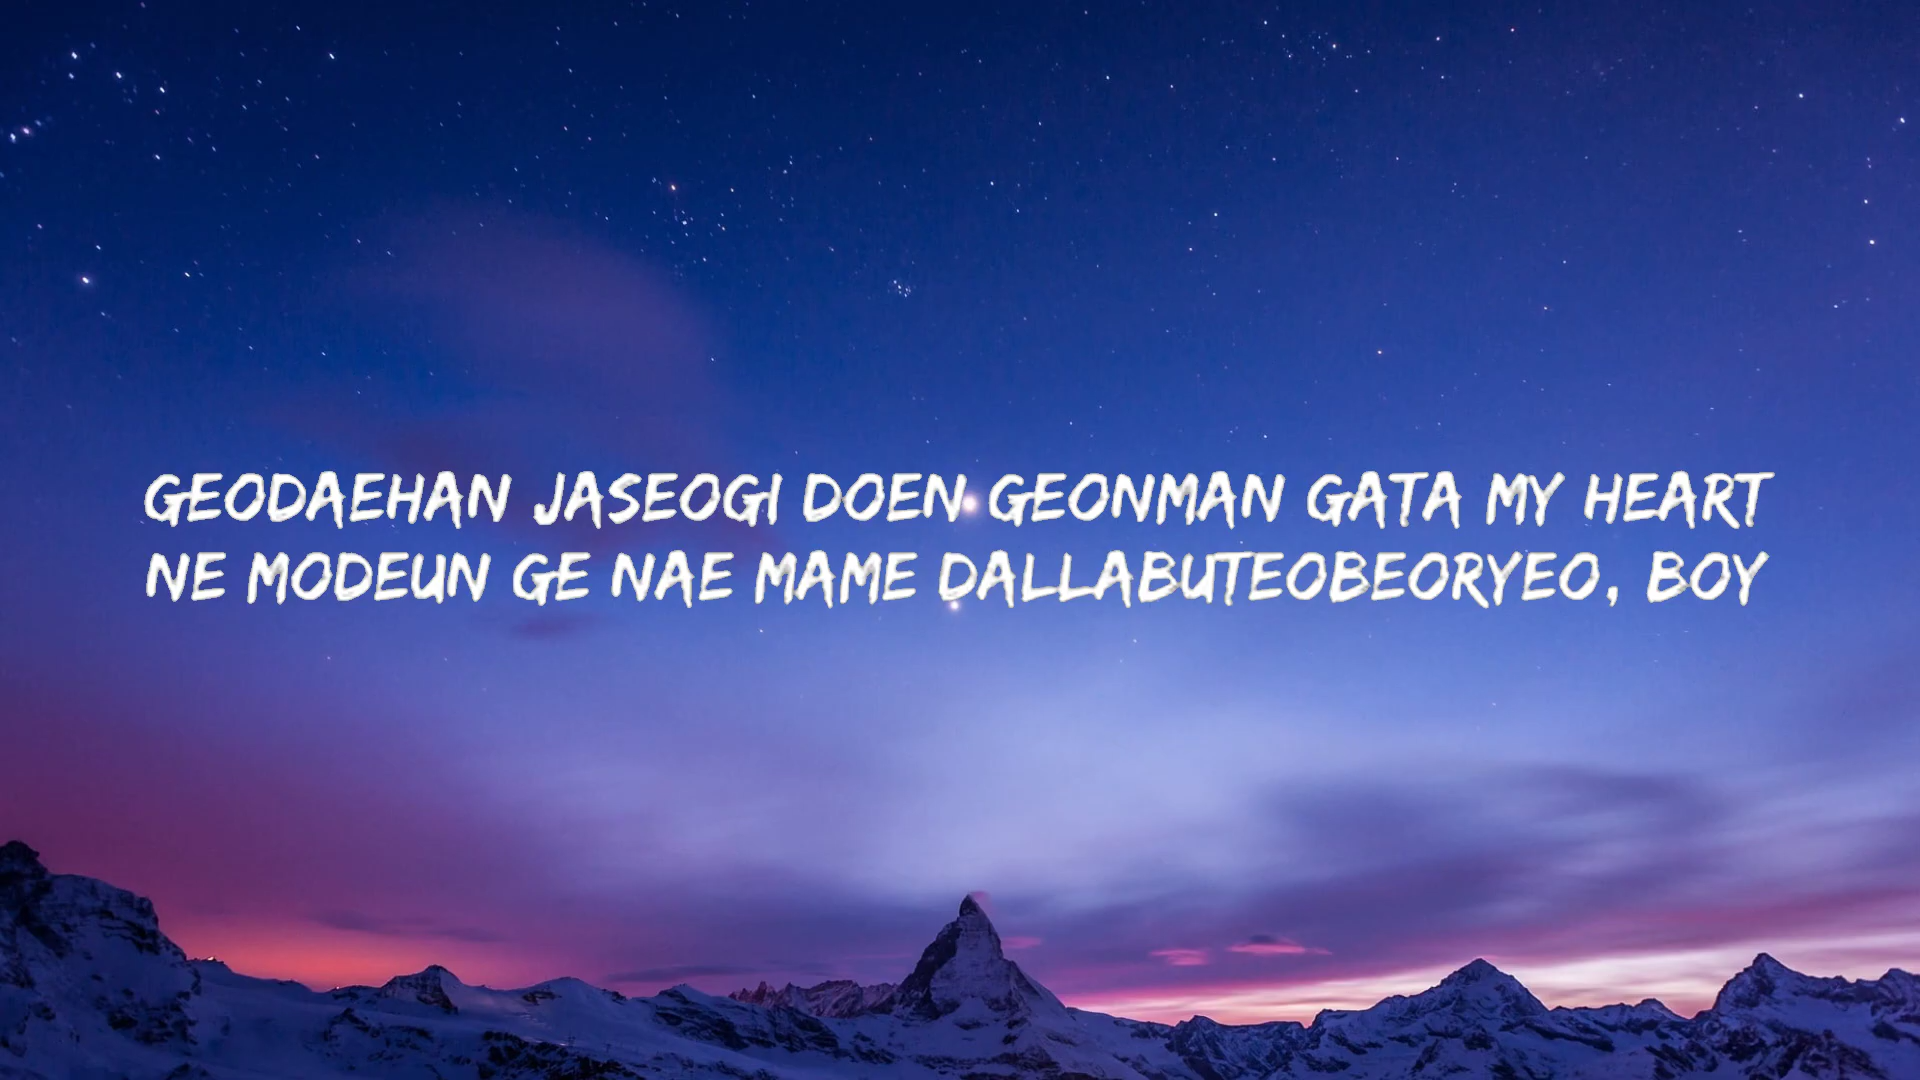 GEODAEHAN JASEOGI DOEN GEONMAN GATA MY HEART
NE MODEUN GE NAE MAME DALLABUTEOBEORYEO, BOY